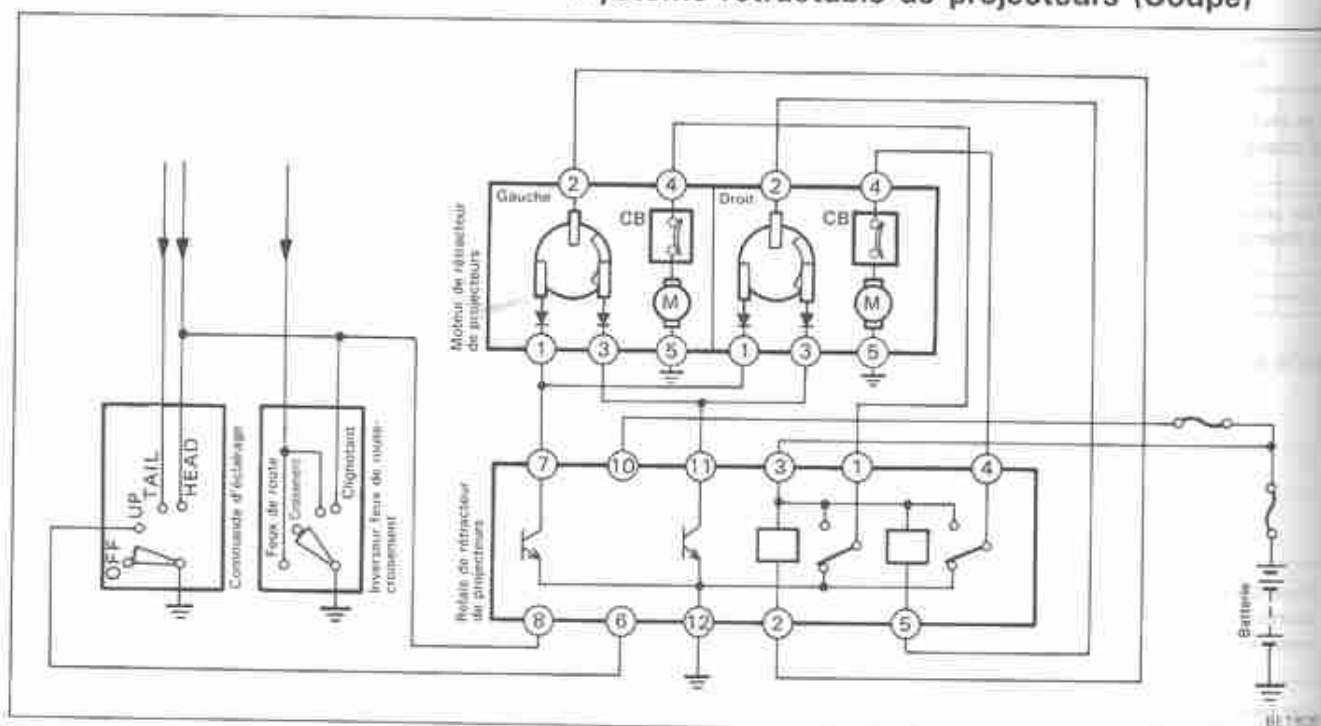 rétractable de projecteurs (Coupé)
2
4
2
4
Gauche
CB
Droit
CB
Moteur de rétracteur
de projecteurs
M
M
1
3
5
1
3
5
OFF
UP
TAIL
HEAD
Commande d'éclairage
Feux de route
Croisement
Clignotant
Inverseur feux de route-
croisement
7
10
11
3
1
4
Relais de rétracteur
de projecteurs
8
6
12
2
5
Batterie